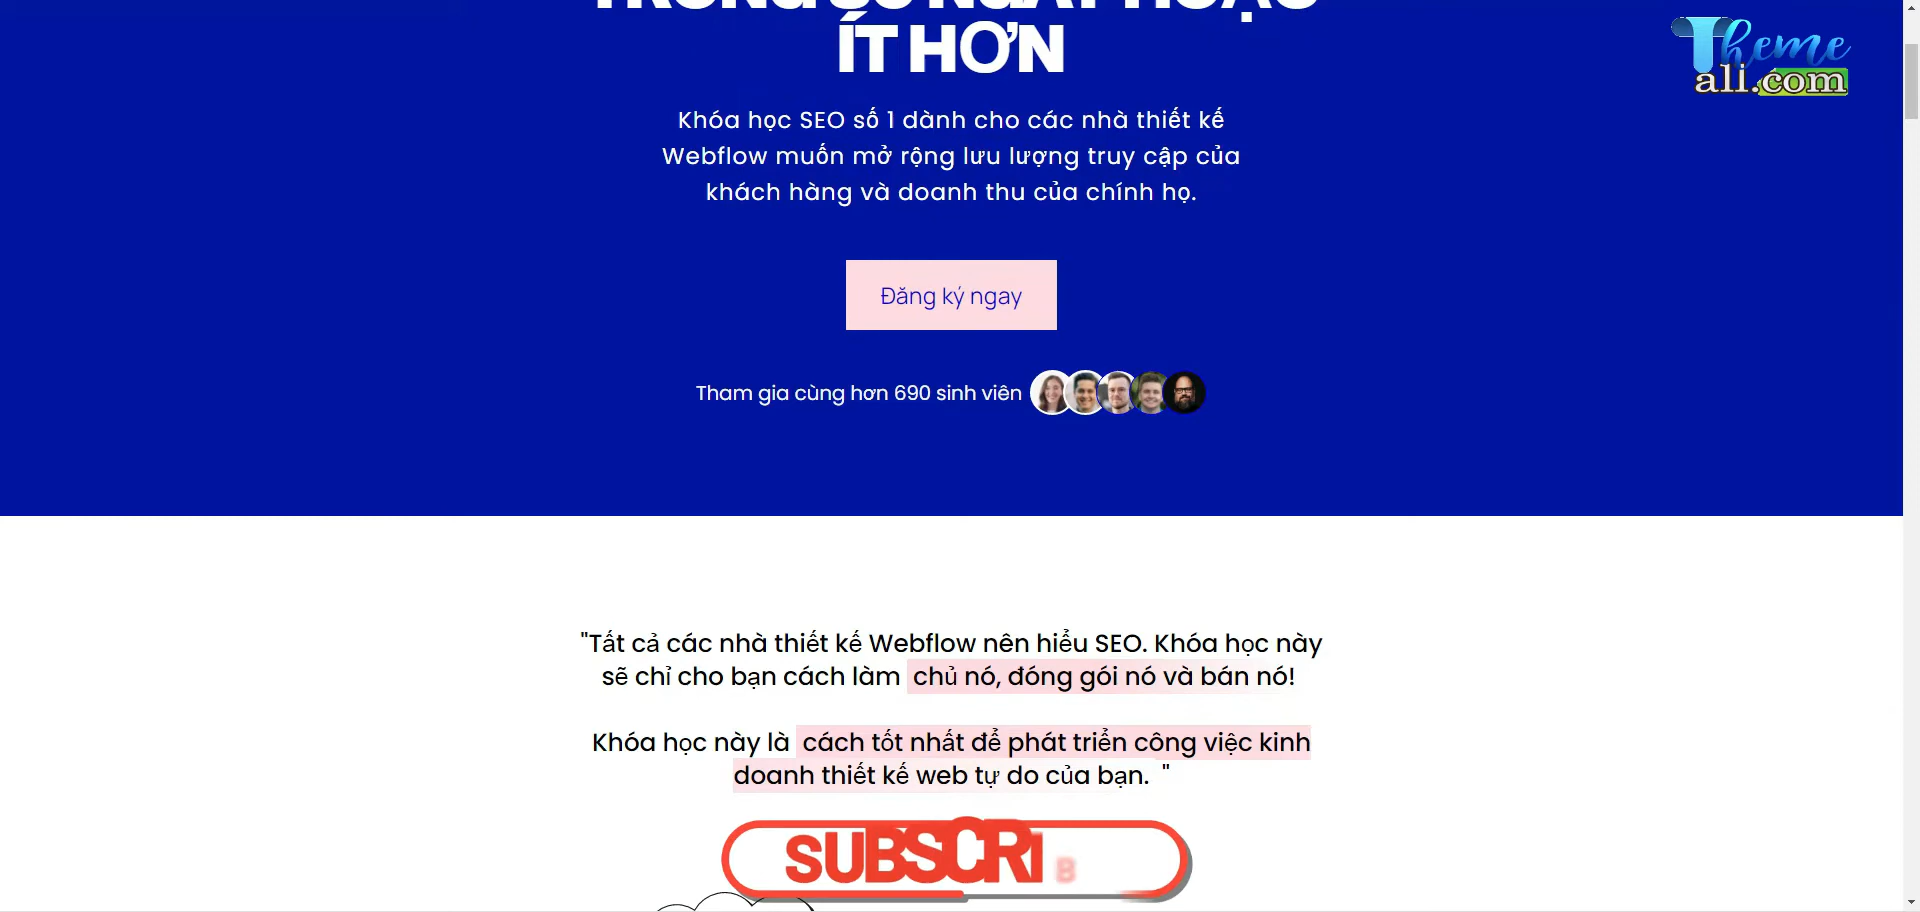 ÍT HƠN
Theme
ali.com
Khóa học SEO số 1 dành cho các nhà thiết kế
Webflow muốn mở rộng lưu lượng truy cập của
khách hàng và doanh thu của chính họ.
Đăng ký ngay
Tham gia cùng hơn 690 sinh viên
"Tất cả các nhà thiết kế Webflow nên hiểu SEO. Khóa học này
sẽ chỉ cho bạn cách làm chủ nó, đóng gói nó và bán nó!
Khóa học này là cách tốt nhất để phát triển công việc kinh
doanh thiết kế web tự do của bạn. "
SUBSCRIB